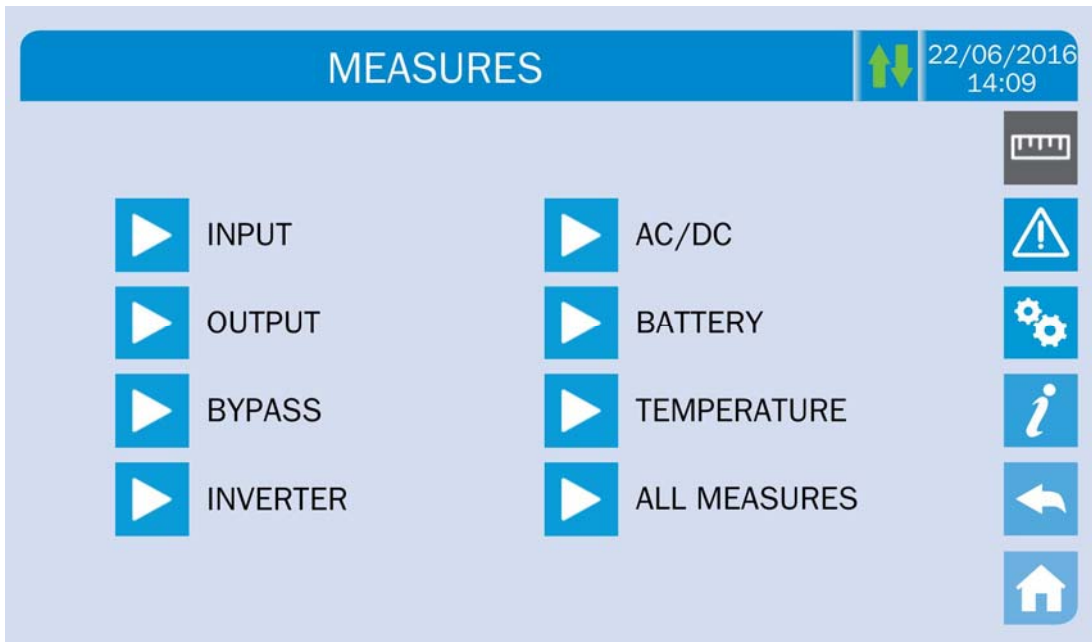 MEASURES
22/06/2016
14:09
INPUT
AC/DC
OUTPUT
BATTERY
BYPASS
TEMPERATURE
INVERTER
ALL MEASURES